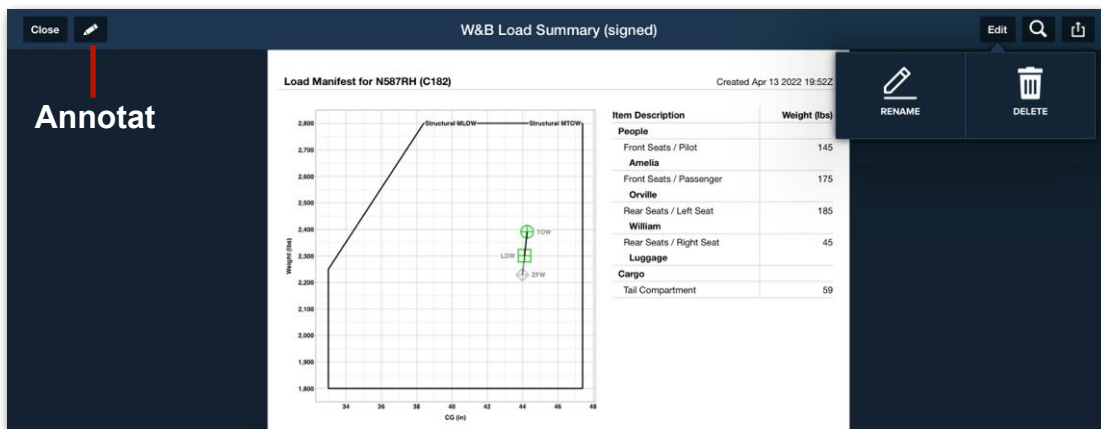 Close
W&B Load Summary (signed)
Edit
Annotat
RENAME
DELETE
Load Manifest for N587RH (C182)
Created Apr 13 2022 19:52Z
2,800
2,700
2,600
2,500
2,400
2,300
2,200
2,100
2,000
1,900
1,800
Weight (lbs)
Structural MLDW
Structural MTOW
TOW
LDW
ZFW
34 36 38 40 42 44 46 48
CG (in)
Item Description Weight (lbs)
People
Front Seats / Pilot 145
Amelia
Front Seats / Passenger 175
Orville
Rear Seats / Left Seat 185
William
Rear Seats / Right Seat 45
Luggage
Cargo
Tail Compartment 59